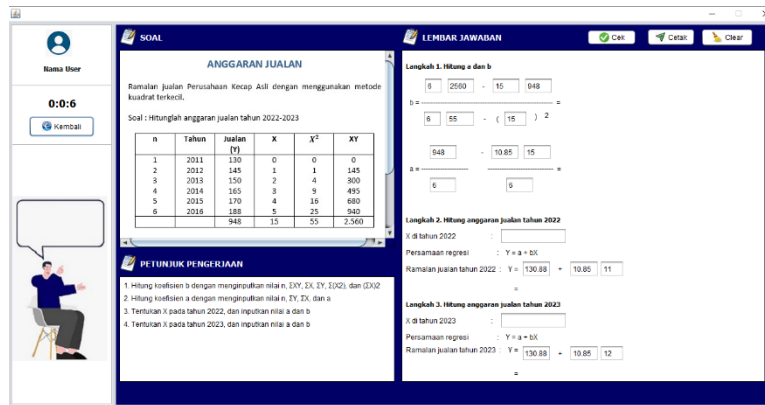 Nama User
0:0:6
Kembali
SOAL
ANGGARAN JUALAN
Ramalan jualan Perusahaan Kecap Asli dengan menggunakan metode
kuadrat terkecil.
Soal : Hitunglah anggaran jualan tahun 2022-2023
n Tahun Jualan (Y) X X² XY
1 2011 130 0 0 0
2 2012 145 1 1 145
3 2013 150 2 4 300
4 2014 165 3 9 495
5 2015 170 4 16 680
6 2016 188 5 25 940
948 15 55 2.560
PETUNJUK PENGERJAAN
1. Hitung koefisien b dengan menginputkan nilai n, ΣXY, ΣX, ΣY, Σ(X2), dan (ΣX)2
2. Hitung koefisien a dengan menginputkan nilai n, ΣY, ΣX, dan a
3. Tentukan X pada tahun 2022, dan inputkan nilai a dan b
4. Tentukan X pada tahun 2023, dan inputkan nilai a dan b
LEMBAR JAWABAN
Cek
Cetak
Clear
Langkah 1. Hitung a dan b
6 2560 - 15 948
b = ---------- =
6 55 - ( 15 ) 2
948 - 10.85 15
a = ---------- ---------- =
6 6
Langkah 2. Hitung anggaran jualan tahun 2022
X di tahun 2022 :
Persamaan regresi : Y = a + bX
Ramalan jualan tahun 2022 : Y = 130.88 + 10.85 11
=
Langkah 3. Hitung anggaran jualan tahun 2023
X di tahun 2023 :
Persamaan regresi : Y = a + bX
Ramalan jualan tahun 2023 : Y = 130.88 + 10.85 12
=